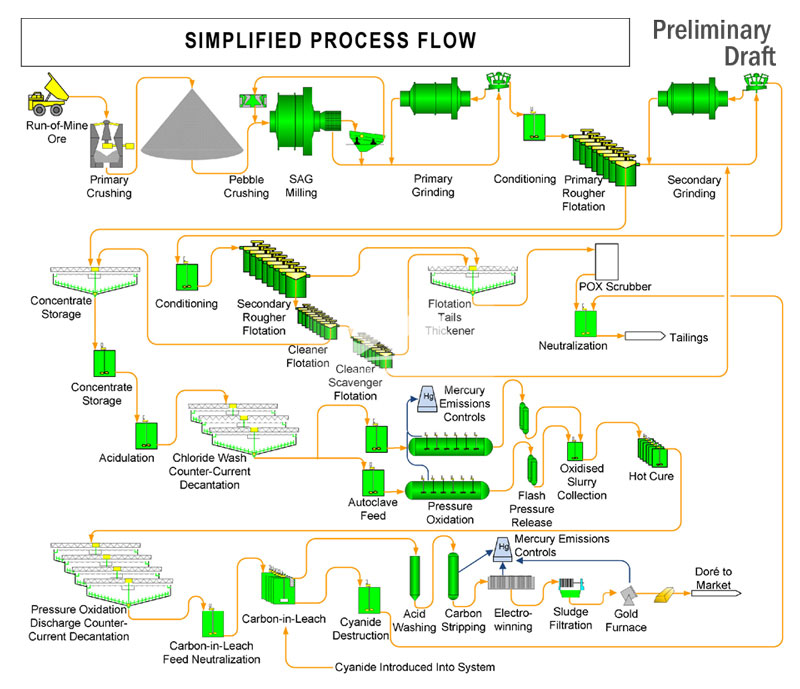 SIMPLIFIED PROCESS FLOW
Preliminary
Draft
Run-of-Mine
Ore
Primary
Crushing
Pebble
Crushing
SAG
Milling
Primary
Grinding
Conditioning
Primary
Rougher
Flotation
Secondary
Grinding
Concentrate
Storage
Conditioning
Secondary
Rougher
Flotation
Cleaner
Flotation
Cleaner
Scavenger
Flotation
Flotation
Tails
Thickener
POX Scrubber
Neutralization
Tailings
Concentrate
Storage
Acidulation
Chloride Wash
Counter-Current
Decantation
Hg
Mercury
Emissions
Controls
Autoclave
Feed
Pressure
Oxidation
Flash
Pressure
Release
Oxidised
Slurry
Collection
Hot Cure
Pressure Oxidation
Discharge Counter-
Current Decantation
Carbon-in-Leach
Feed Neutralization
Carbon-in-Leach
Cyanide
Destruction
Acid
Washing
Carbon
Stripping
Hg
Mercury Emissions
Controls
Electro-
winning
Sludge
Filtration
Gold
Furnace
Doré to
Market
Cyanide Introduced Into System